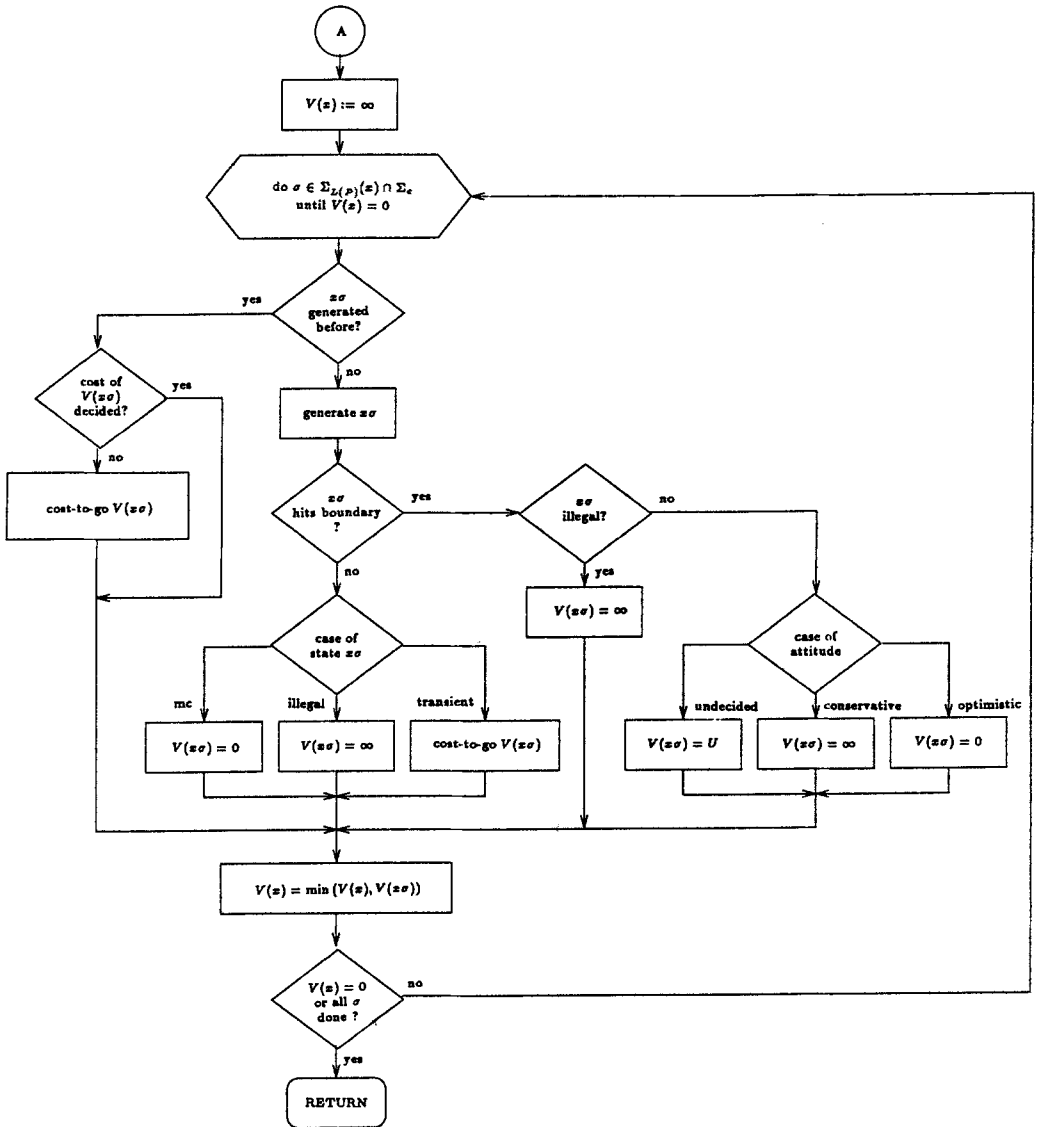 A
V(x) := ∞
do σ ∈ Σ_{L(P)}(x) ∩ Σ_c
until V(x) = 0
yes
xσ
generated
before?
no
cost of
V(xσ)
decided?
yes
no
cost-to-go V(xσ)
generate xσ
xσ
hits boundary
?
yes
no
xσ
illegal?
no
yes
V(xσ) = ∞
case of
state xσ
mc
illegal
transient
V(xσ) = 0
V(xσ) = ∞
cost-to-go V(xσ)
case of
attitude
undecided
conservative
optimistic
V(xσ) = U
V(xσ) = ∞
V(xσ) = 0
V(x) = min (V(x), V(xσ))
V(x) = 0
or all σ
done ?
no
yes
RETURN